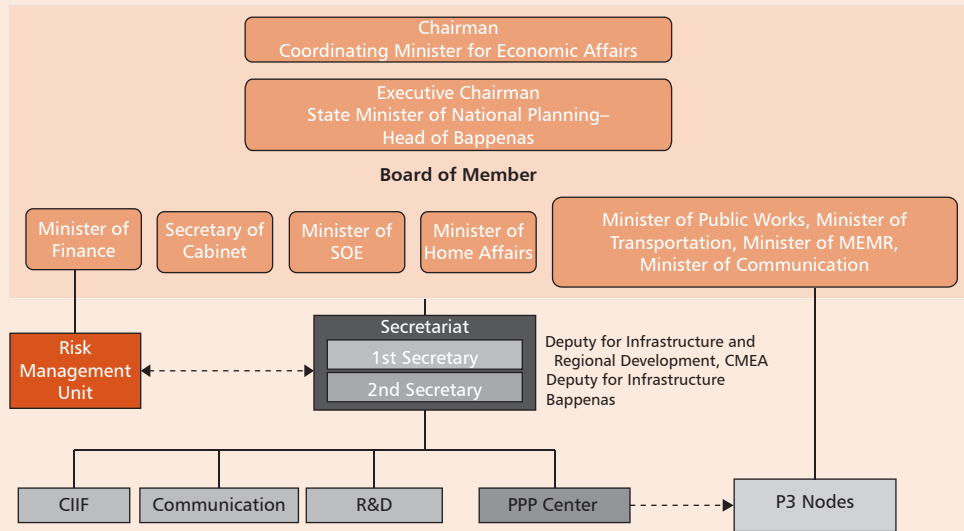 Chairman
Coordinating Minister for Economic Affairs
Executive Chairman
State Minister of National Planning–
Head of Bappenas
Board of Member
Minister of
Finance
Secretary of
Cabinet
Minister of
SOE
Minister of
Home Affairs
Minister of Public Works, Minister of
Transportation, Minister of MEMR,
Minister of Communication
Risk
Management
Unit
Secretariat
1st Secretary
2nd Secretary
Deputy for Infrastructure and
Regional Development, CMEA
Deputy for Infrastructure
Bappenas
CIIF
Communication
R&D
PPP Center
P3 Nodes